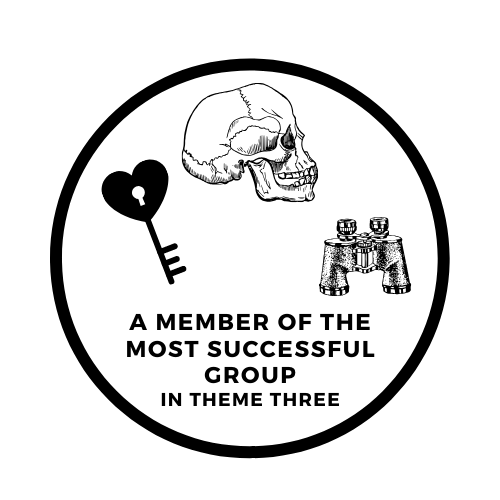 A MEMBER OF THE
MOST SUCCESSFUL
GROUP
IN THEME THREE